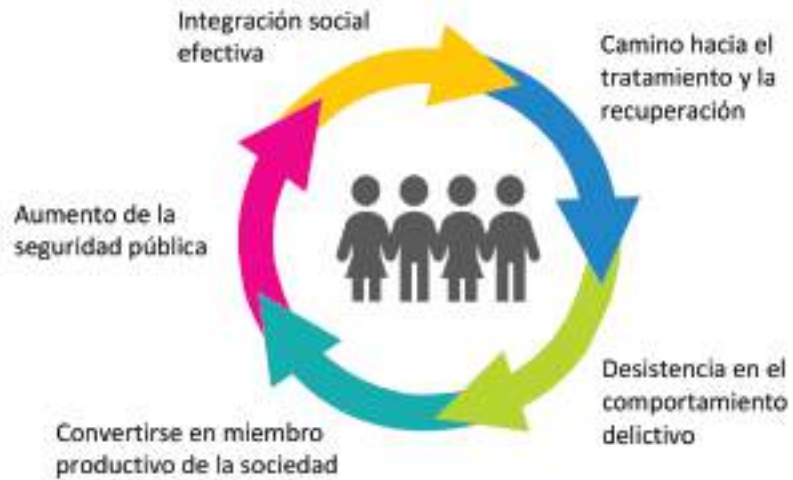 Integración social
efectiva
Camino hacia el
tratamiento y la
recuperación
Desistencia en el
comportamiento
delictivo
Convertirse en miembro
productivo de la sociedad
Aumento de la
seguridad pública